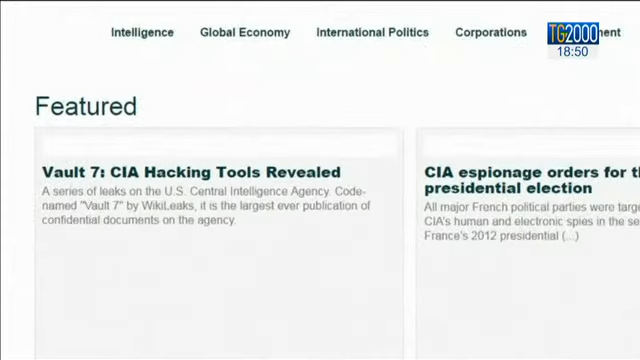 Intelligence Global Economy International Politics Corporations
TG2000
18:50
Featured
Vault 7: CIA Hacking Tools Revealed
A series of leaks on the U.S. Central Intelligence Agency. Code-
named "Vault 7" by WikiLeaks, it is the largest ever publication of
confidential documents on the agency.
CIA espionage orders for
presidential election
All major French political parties were
CIA's human and electronic spies in the
France's 2012 presidential (...)